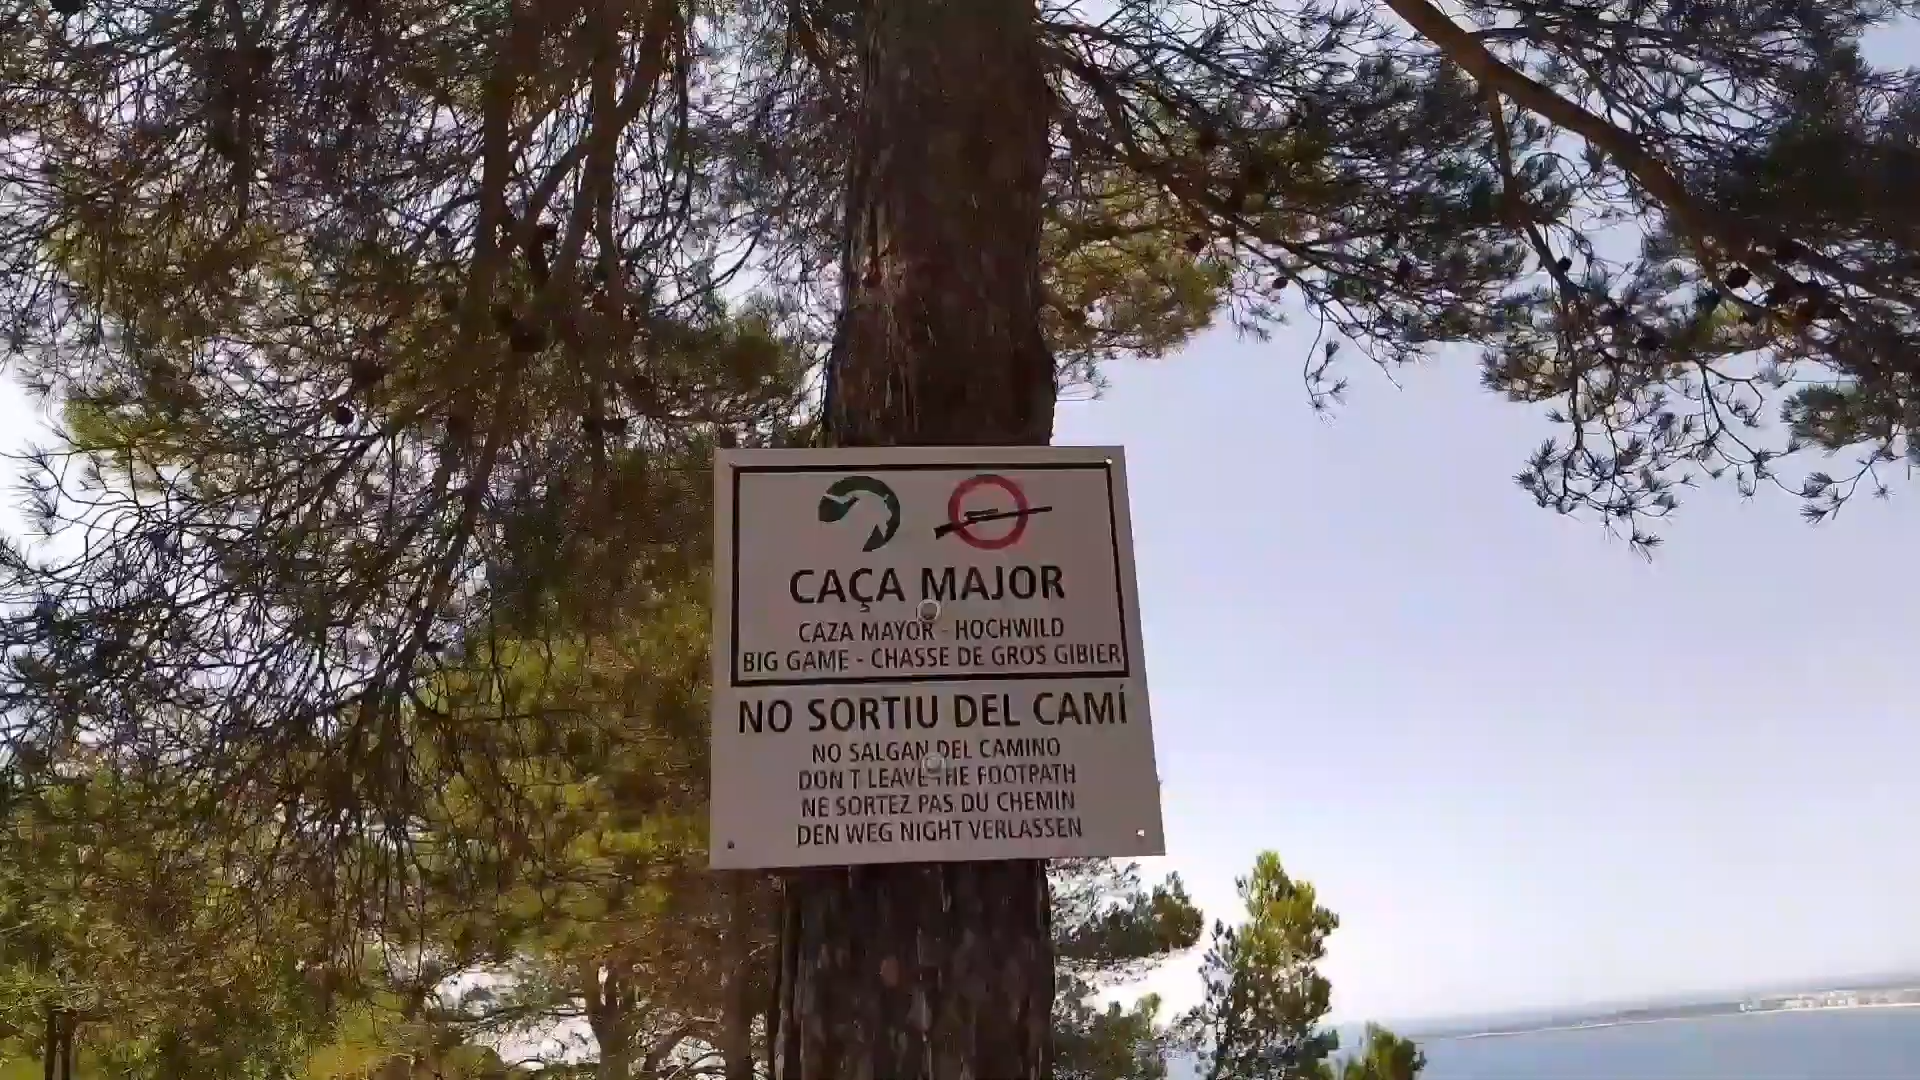 CAÇA MAJOR
CAZA MAYOR - HOCHWILD
BIG GAME - CHASSE DE GROS GIBIER
NO SORTIU DEL CAMÍ
NO SALGAN DEL CAMINO
DON T LEAVE THE FOOTPATH
NE SORTEZ PAS DU CHEMIN
DEN WEG NIGHT VERLASSEN